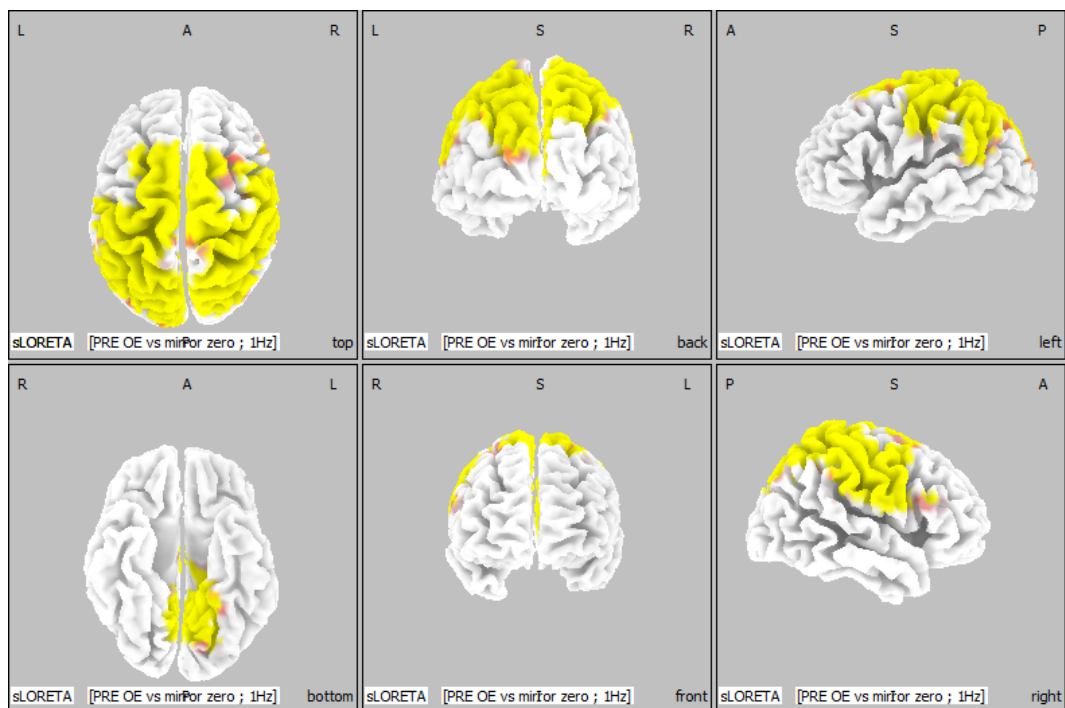 L A R
sLORETA [PRE OE vs mirror zero ; 1Hz] top
L S R
sLORETA [PRE OE vs mirror zero ; 1Hz] back
A S P
sLORETA [PRE OE vs mirror zero ; 1Hz] left
R A L
sLORETA [PRE OE vs mirror zero ; 1Hz] bottom
R S L
sLORETA [PRE OE vs mirror zero ; 1Hz] front
P S A
sLORETA [PRE OE vs mirror zero ; 1Hz] right